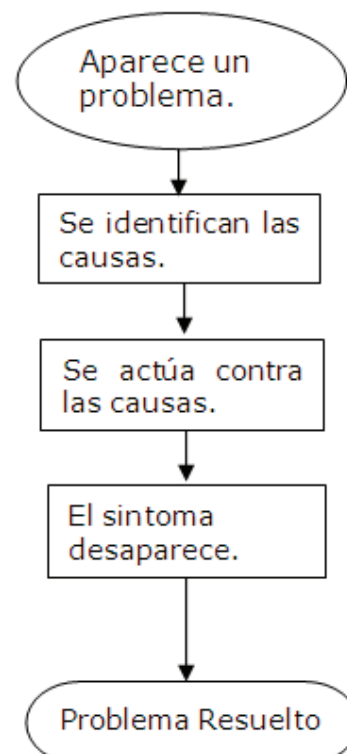 Aparece un
problema.
Se identifican las
causas.
Se actúa contra
las causas.
El sintoma
desaparece.
Problema Resuelto